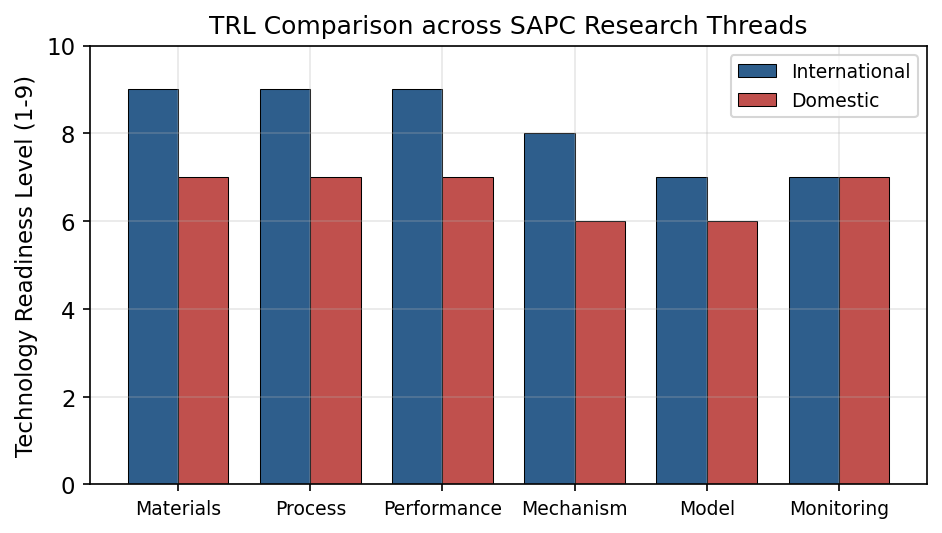 TRL Comparison across SAPC Research Threads
Technology Readiness Level (1-9)
10
8
6
4
2
0
International
Domestic
Materials
Process
Performance
Mechanism
Model
Monitoring